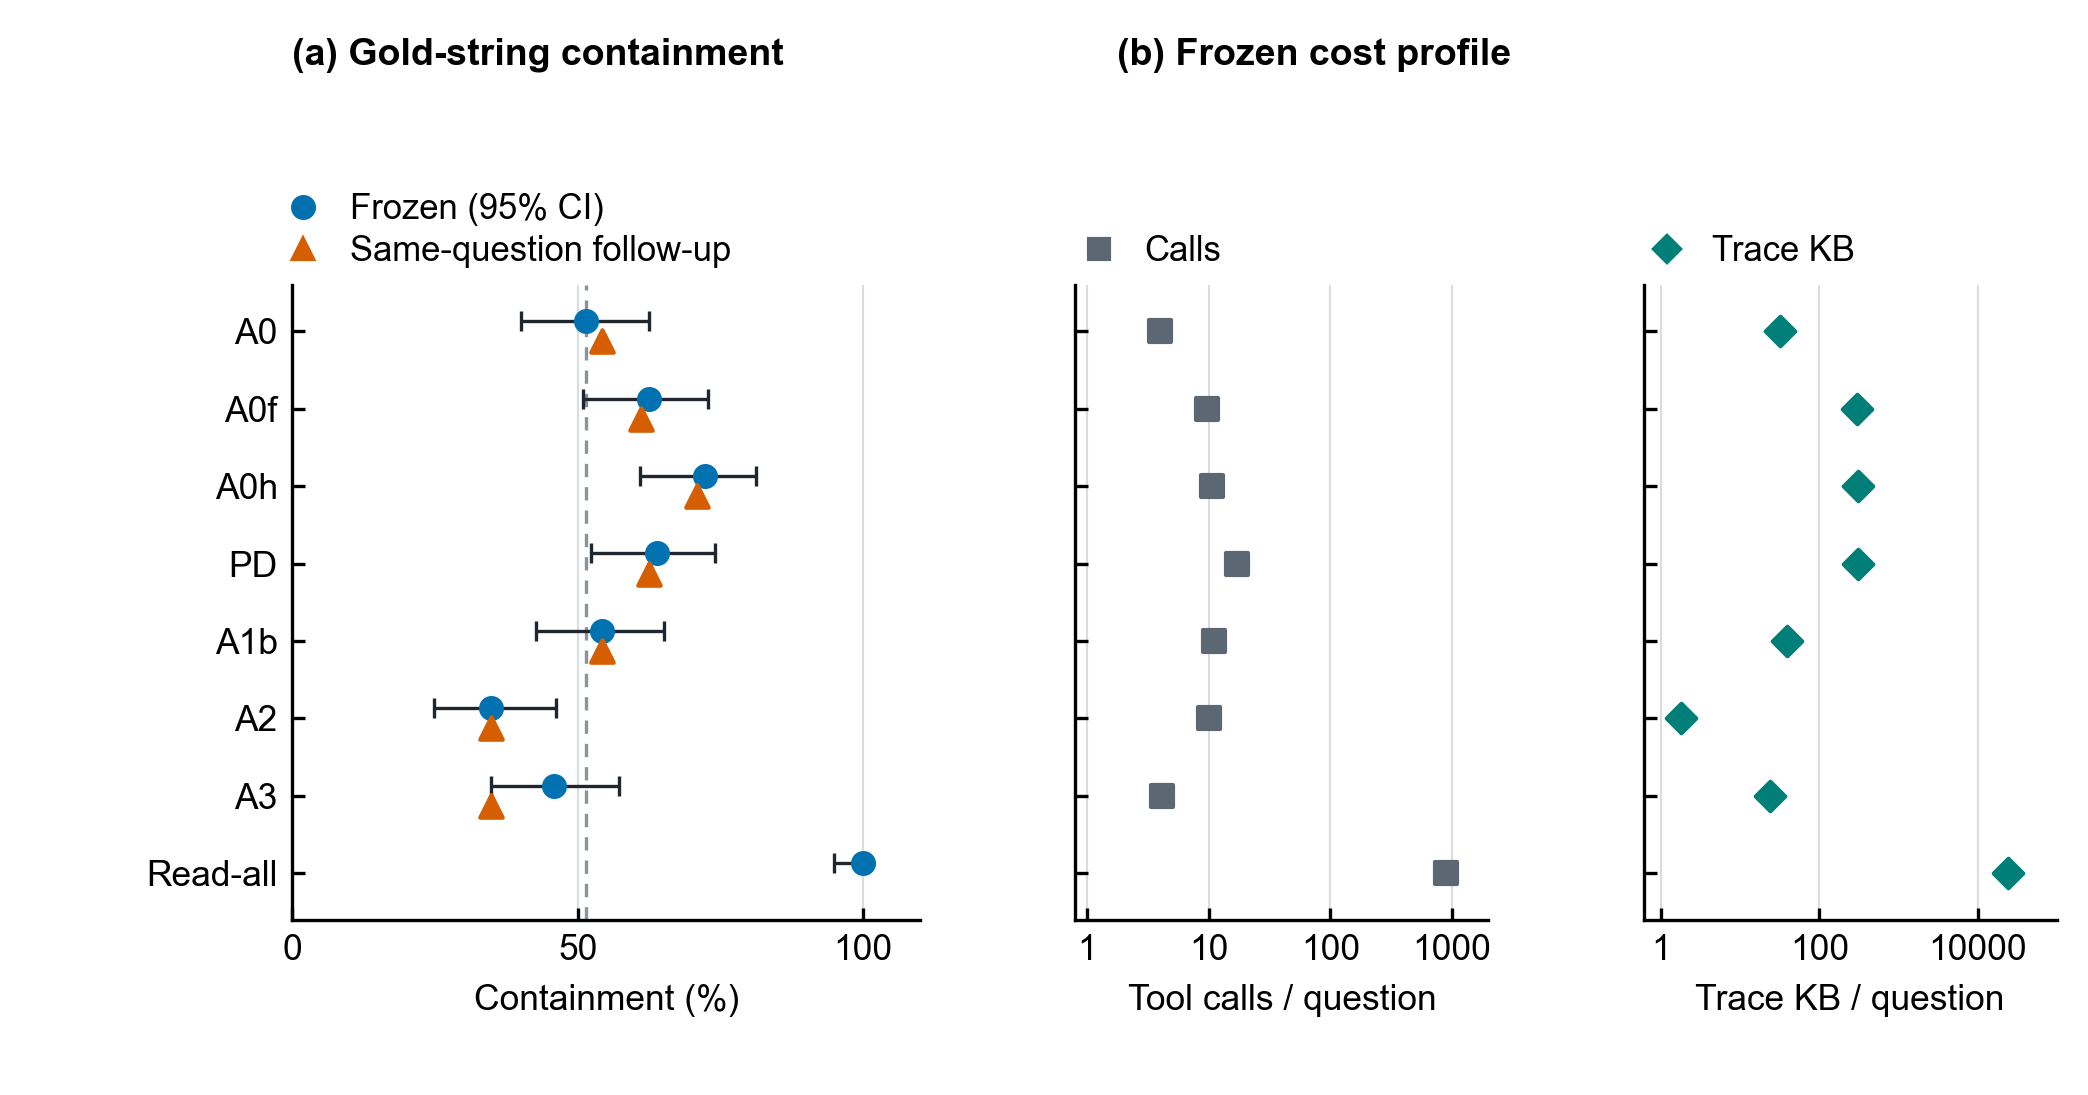 (a) Gold-string containment
(b) Frozen cost profile
Frozen (95% CI)
Same-question follow-up
Calls
Trace KB
A0
A0f
A0h
PD
A1b
A2
A3
Read-all
0 50 100
Containment (%)
1 10 100 1000
Tool calls / question
1 100 10000
Trace KB / question